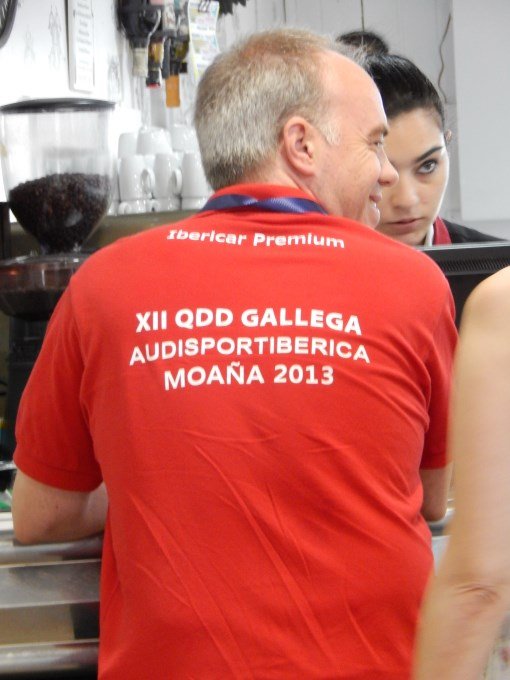 Ibericar Premium
XII QDD GALLEGA
AUDISPORTIBERICA
MOAÑA 2013